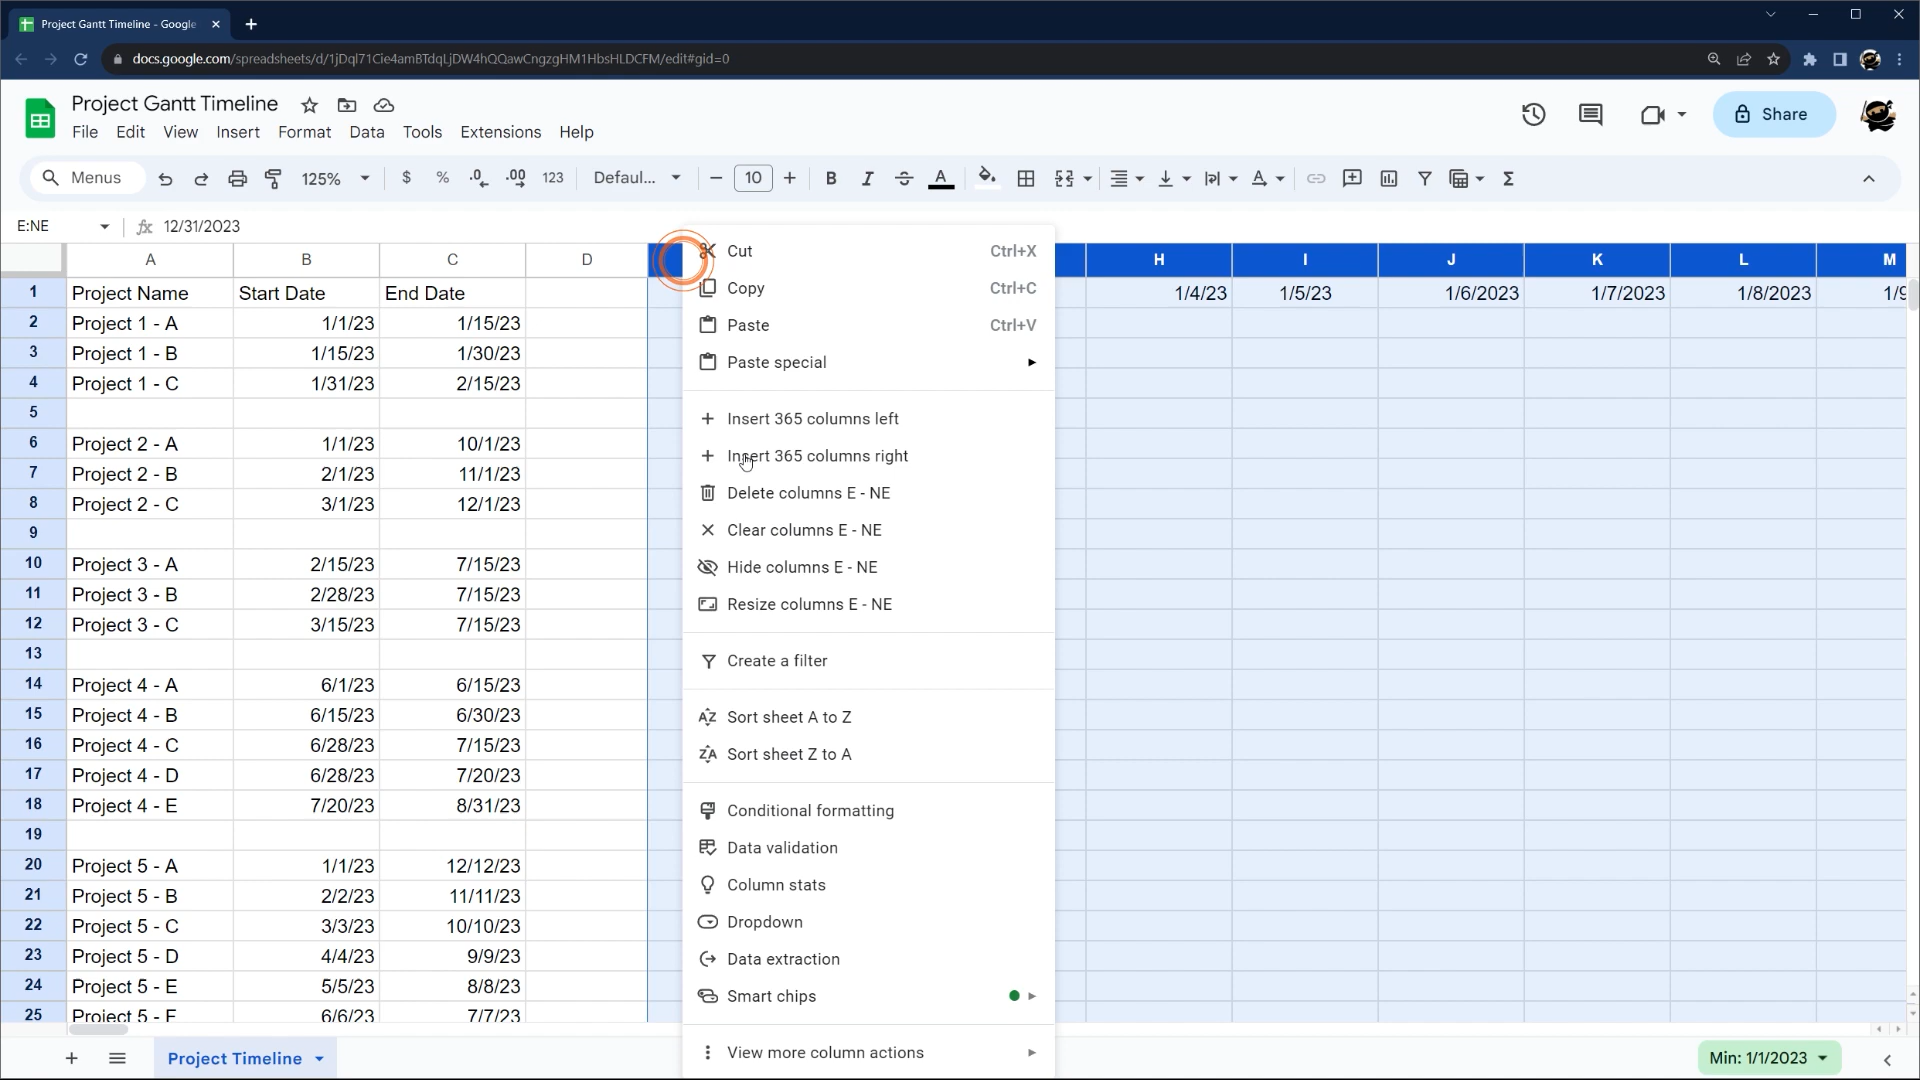 Project Gantt Timeline - Google
docs.google.com/spreadsheets/d/1jDql71Cie4amBTdqLjDW4hQQawCngzgHM1HbsHLDCFM/edit#gid=0
Project Gantt Timeline
File Edit View Insert Format Data Tools Extensions Help
Share
Menus 125% $ % .0 .00 123 Defaul... 10 B I S A
E:NE fx 12/31/2023
A B C D H I J K L M
1 Project Name Start Date End Date 1/4/23 1/5/23 1/6/2023 1/7/2023 1/8/2023 1/9
2 Project 1 - A 1/1/23 1/15/23
3 Project 1 - B 1/15/23 1/30/23
4 Project 1 - C 1/31/23 2/15/23
5
6 Project 2 - A 1/1/23 10/1/23
7 Project 2 - B 2/1/23 11/1/23
8 Project 2 - C 3/1/23 12/1/23
9
10 Project 3 - A 2/15/23 7/15/23
11 Project 3 - B 2/28/23 7/15/23
12 Project 3 - C 3/15/23 7/15/23
13
14 Project 4 - A 6/1/23 6/15/23
15 Project 4 - B 6/15/23 6/30/23
16 Project 4 - C 6/28/23 7/15/23
17 Project 4 - D 6/28/23 7/20/23
18 Project 4 - E 7/20/23 8/31/23
19
20 Project 5 - A 1/1/23 12/12/23
21 Project 5 - B 2/2/23 11/11/23
22 Project 5 - C 3/3/23 10/10/23
23 Project 5 - D 4/4/23 9/9/23
24 Project 5 - E 5/5/23 8/8/23
25 Project 5 - F 6/6/23 7/7/23
Cut Ctrl+X
Copy Ctrl+C
Paste Ctrl+V
Paste special
Insert 365 columns left
Insert 365 columns right
Delete columns E - NE
Clear columns E - NE
Hide columns E - NE
Resize columns E - NE
Create a filter
Sort sheet A to Z
Sort sheet Z to A
Conditional formatting
Data validation
Column stats
Dropdown
Data extraction
Smart chips
View more column actions
Project Timeline
Min: 1/1/2023